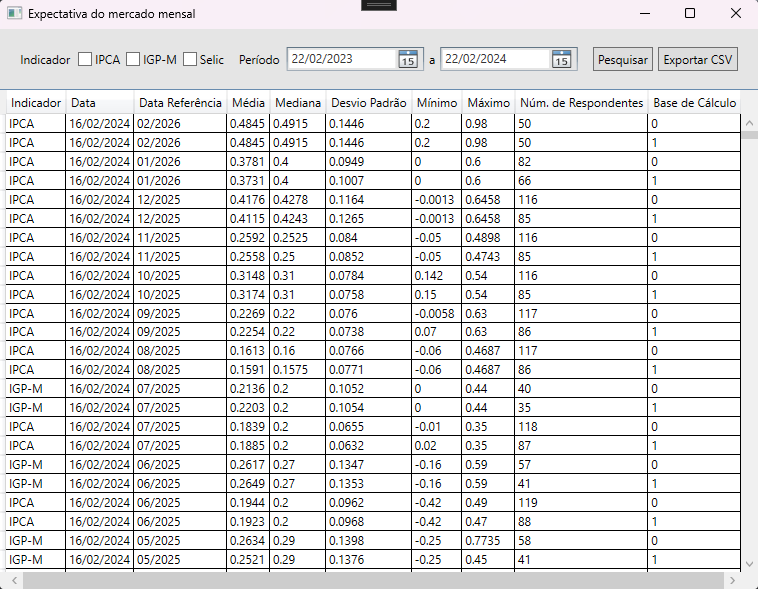 Expectativa do mercado mensal
Indicador IPCA IGP-M Selic Período 22/02/2023 15 a 22/02/2024 15 Pesquisar Exportar CSV
Indicador Data Data Referência Média Mediana Desvio Padrão Mínimo Máximo Núm. de Respondentes Base de Cálculo
IPCA 16/02/2024 02/2026 0.4845 0.4915 0.1446 0.2 0.98 50 0
IPCA 16/02/2024 02/2026 0.4845 0.4915 0.1446 0.2 0.98 50 1
IPCA 16/02/2024 01/2026 0.3781 0.4 0.0949 0 0.6 82 0
IPCA 16/02/2024 01/2026 0.3731 0.4 0.1007 0 0.6 66 1
IPCA 16/02/2024 12/2025 0.4176 0.4278 0.1164 -0.0013 0.6458 116 0
IPCA 16/02/2024 12/2025 0.4115 0.4243 0.1265 -0.0013 0.6458 85 1
IPCA 16/02/2024 11/2025 0.2592 0.2525 0.084 -0.05 0.4898 116 0
IPCA 16/02/2024 11/2025 0.2558 0.25 0.0852 -0.05 0.4743 85 1
IPCA 16/02/2024 10/2025 0.3148 0.31 0.0784 0.142 0.54 116 0
IPCA 16/02/2024 10/2025 0.3174 0.31 0.0758 0.15 0.54 85 1
IPCA 16/02/2024 09/2025 0.2269 0.22 0.076 -0.0058 0.63 117 0
IPCA 16/02/2024 09/2025 0.2254 0.22 0.0738 0.07 0.63 86 1
IPCA 16/02/2024 08/2025 0.1613 0.16 0.0766 -0.06 0.4687 117 0
IPCA 16/02/2024 08/2025 0.1591 0.1575 0.0771 -0.06 0.4687 86 1
IGP-M 16/02/2024 07/2025 0.2136 0.2 0.1052 0 0.44 40 0
IGP-M 16/02/2024 07/2025 0.2203 0.2 0.1054 0 0.44 35 1
IPCA 16/02/2024 07/2025 0.1839 0.2 0.0655 -0.01 0.35 118 0
IPCA 16/02/2024 07/2025 0.1885 0.2 0.0632 0.02 0.35 87 1
IGP-M 16/02/2024 06/2025 0.2617 0.27 0.1347 -0.16 0.59 57 0
IGP-M 16/02/2024 06/2025 0.2649 0.27 0.1353 -0.16 0.59 41 1
IPCA 16/02/2024 06/2025 0.1944 0.2 0.0962 -0.42 0.49 119 0
IPCA 16/02/2024 06/2025 0.1923 0.2 0.0968 -0.42 0.47 88 1
IGP-M 16/02/2024 05/2025 0.2634 0.29 0.1398 -0.25 0.7735 58 0
IGP-M 16/02/2024 05/2025 0.2521 0.29 0.1376 -0.25 0.45 41 1